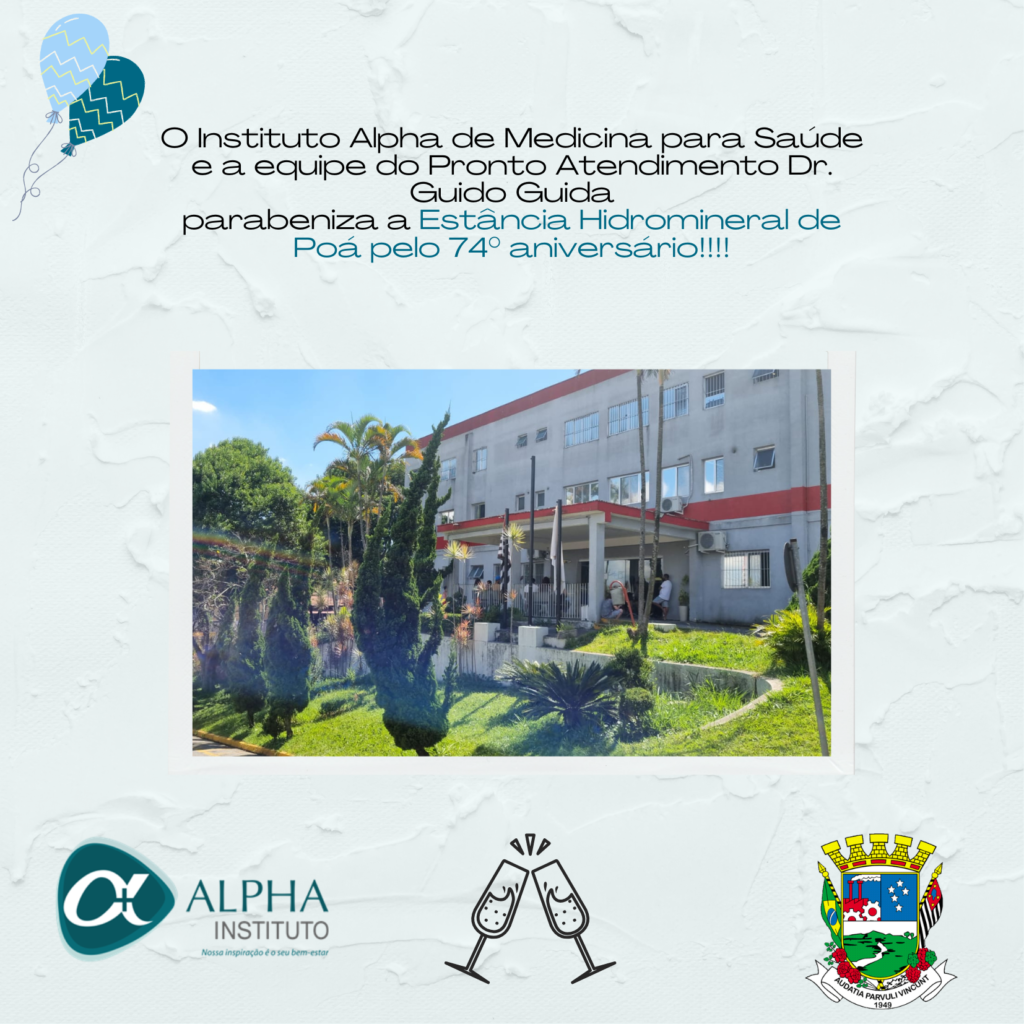 O Instituto Alpha de Medicina para Saúde
e a equipe do Pronto Atendimento Dr.
Guido Guida
parabeniza a Estância Hidromineral de
Poá pelo 74º aniversário!!!!
ALPHA
INSTITUTO
Nossa inspiração é o seu bem-estar
AUDATIA PARVULI VINCUNT
1949